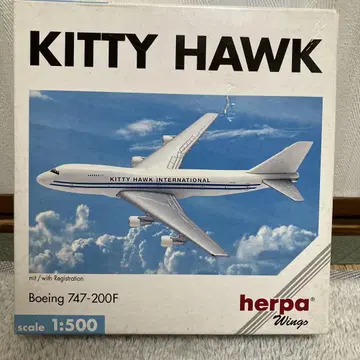 KITTY HAWK
KITTY HAWK INTERNATIONAL
mit/with Registration
Boeing 747-200F
herpa®
Wings
scale 1:500